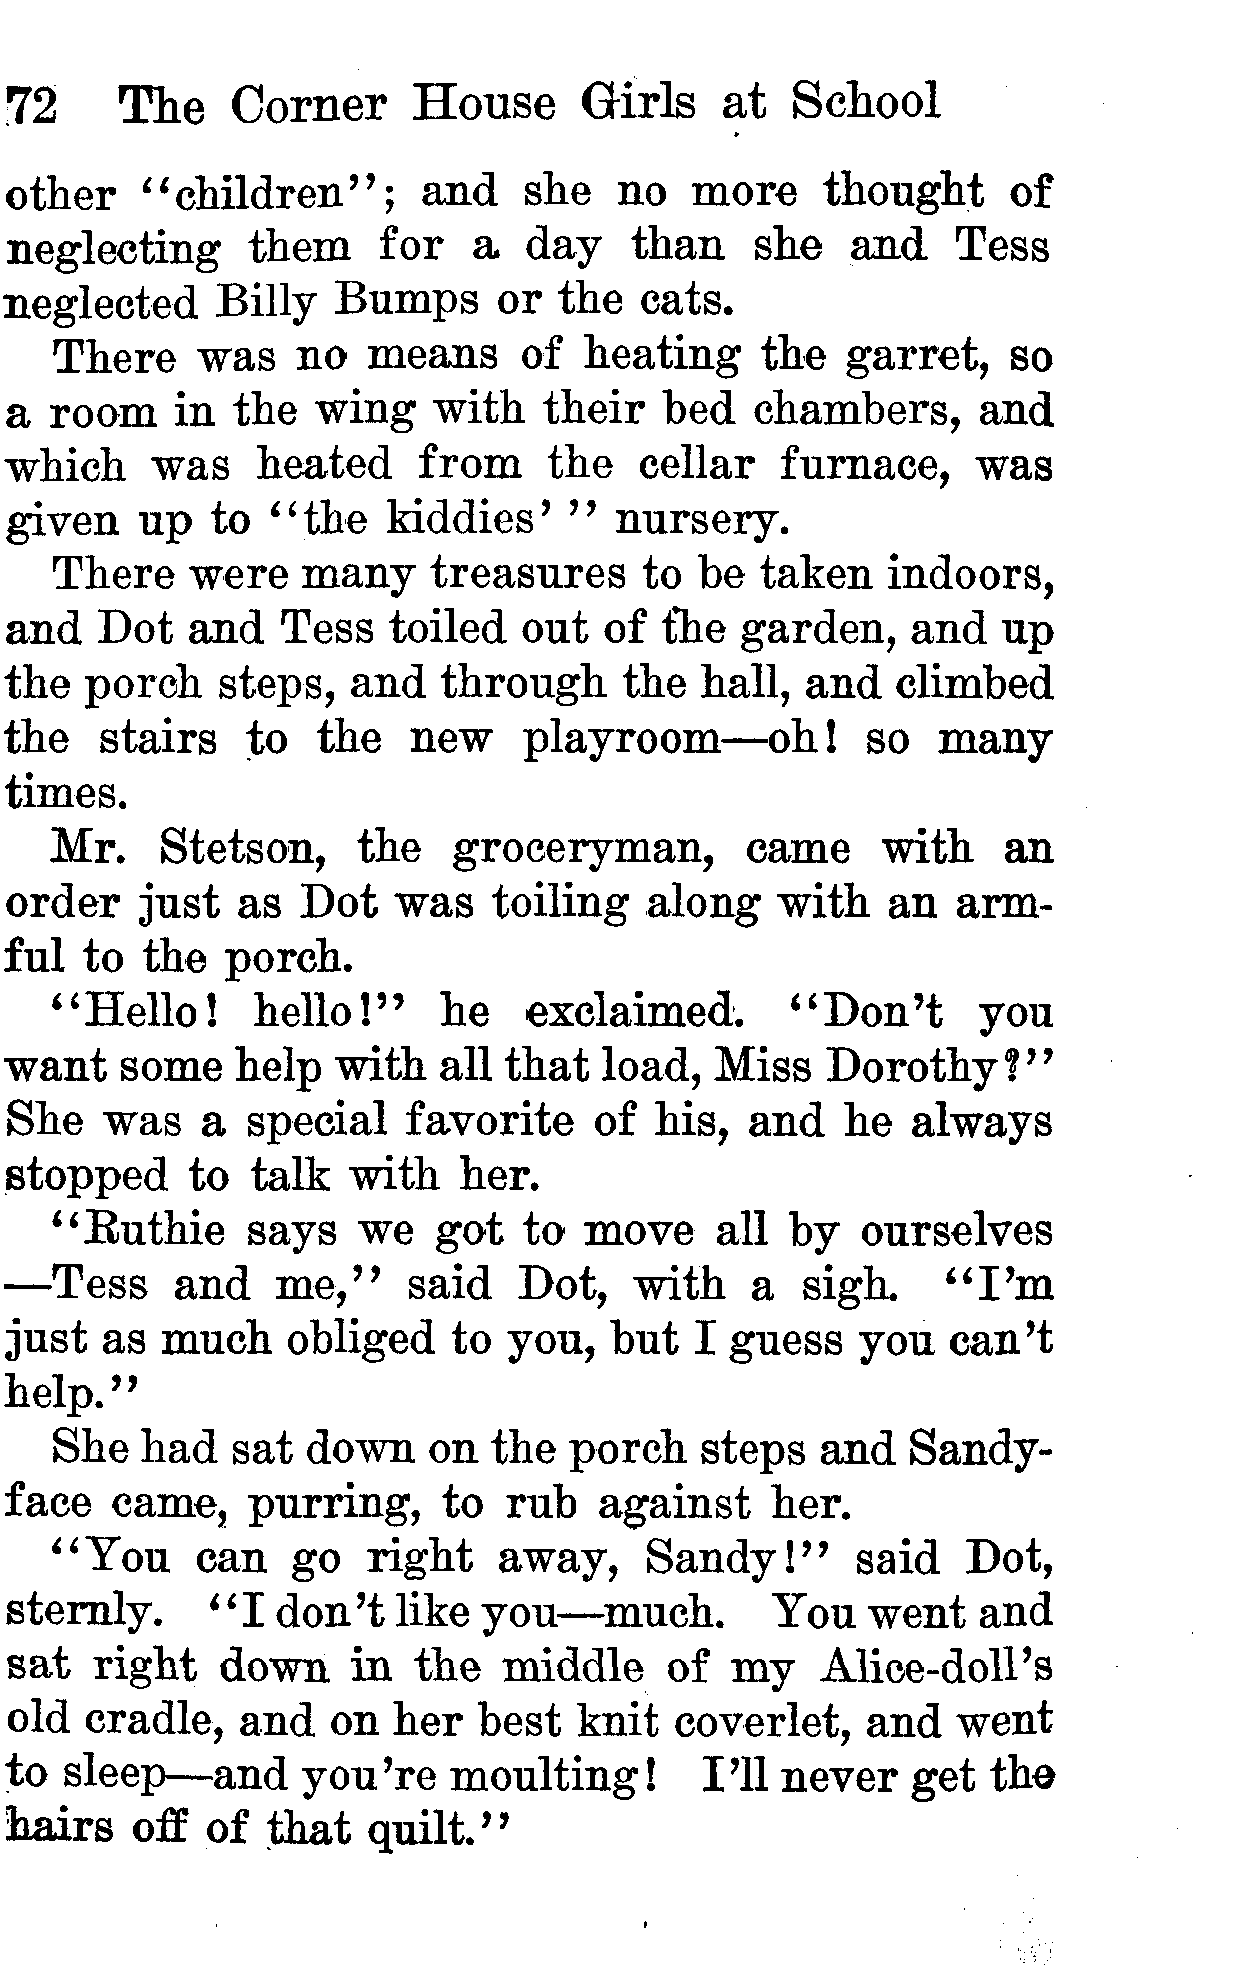 72 The Corner House Girls at School
other "children"; and she no more thought of
neglecting them for a day than she and Tess
neglected Billy Bumps or the cats.
There was no means of heating the garret, so
a room in the wing with their bed chambers, and
which was heated from the cellar furnace, was
given up to "the kiddies' " nursery.
There were many treasures to be taken indoors,
and Dot and Tess toiled out of the garden, and up
the porch steps, and through the hall, and climbed
the stairs to the new playroom—oh! so many
times.
Mr. Stetson, the groceryman, came with an
order just as Dot was toiling along with an arm-
ful to the porch.
"Hello! hello!" he exclaimed. "Don't you
want some help with all that load, Miss Dorothy?"
She was a special favorite of his, and he always
stopped to talk with her.
"Ruthie says we got to move all by ourselves
—Tess and me," said Dot, with a sigh. "I'm
just as much obliged to you, but I guess you can't
help."
She had sat down on the porch steps and Sandy-
face came, purring, to rub against her.
"You can go right away, Sandy!" said Dot,
sternly. "I don't like you—much. You went and
sat right down in the middle of my Alice-doll's
old cradle, and on her best knit coverlet, and went
to sleep—and you're moulting! I'll never get the
hairs off of that quilt."